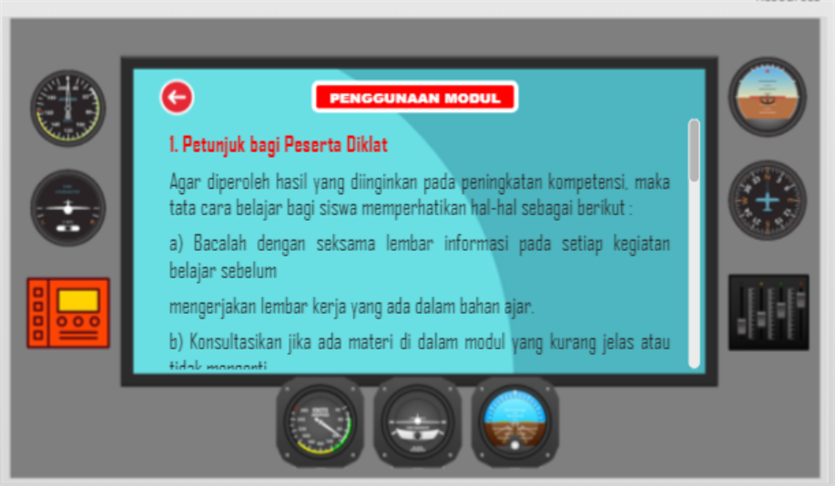 PENGGUNAAN MODUL
1. Petunjuk bagi Peserta Diklat
Agar diperoleh hasil yang diinginkan pada peningkatan kompetensi, maka
tata cara belajar bagi siswa memperhatikan hal-hal sebagai berikut :
a) Bacalah dengan seksama lembar informasi pada setiap kegiatan
belajar sebelum
mengerjakan lembar kerja yang ada dalam bahan ajar.
b) Konsultasikan jika ada materi di dalam modul yang kurang jelas atau
tidak mengerti